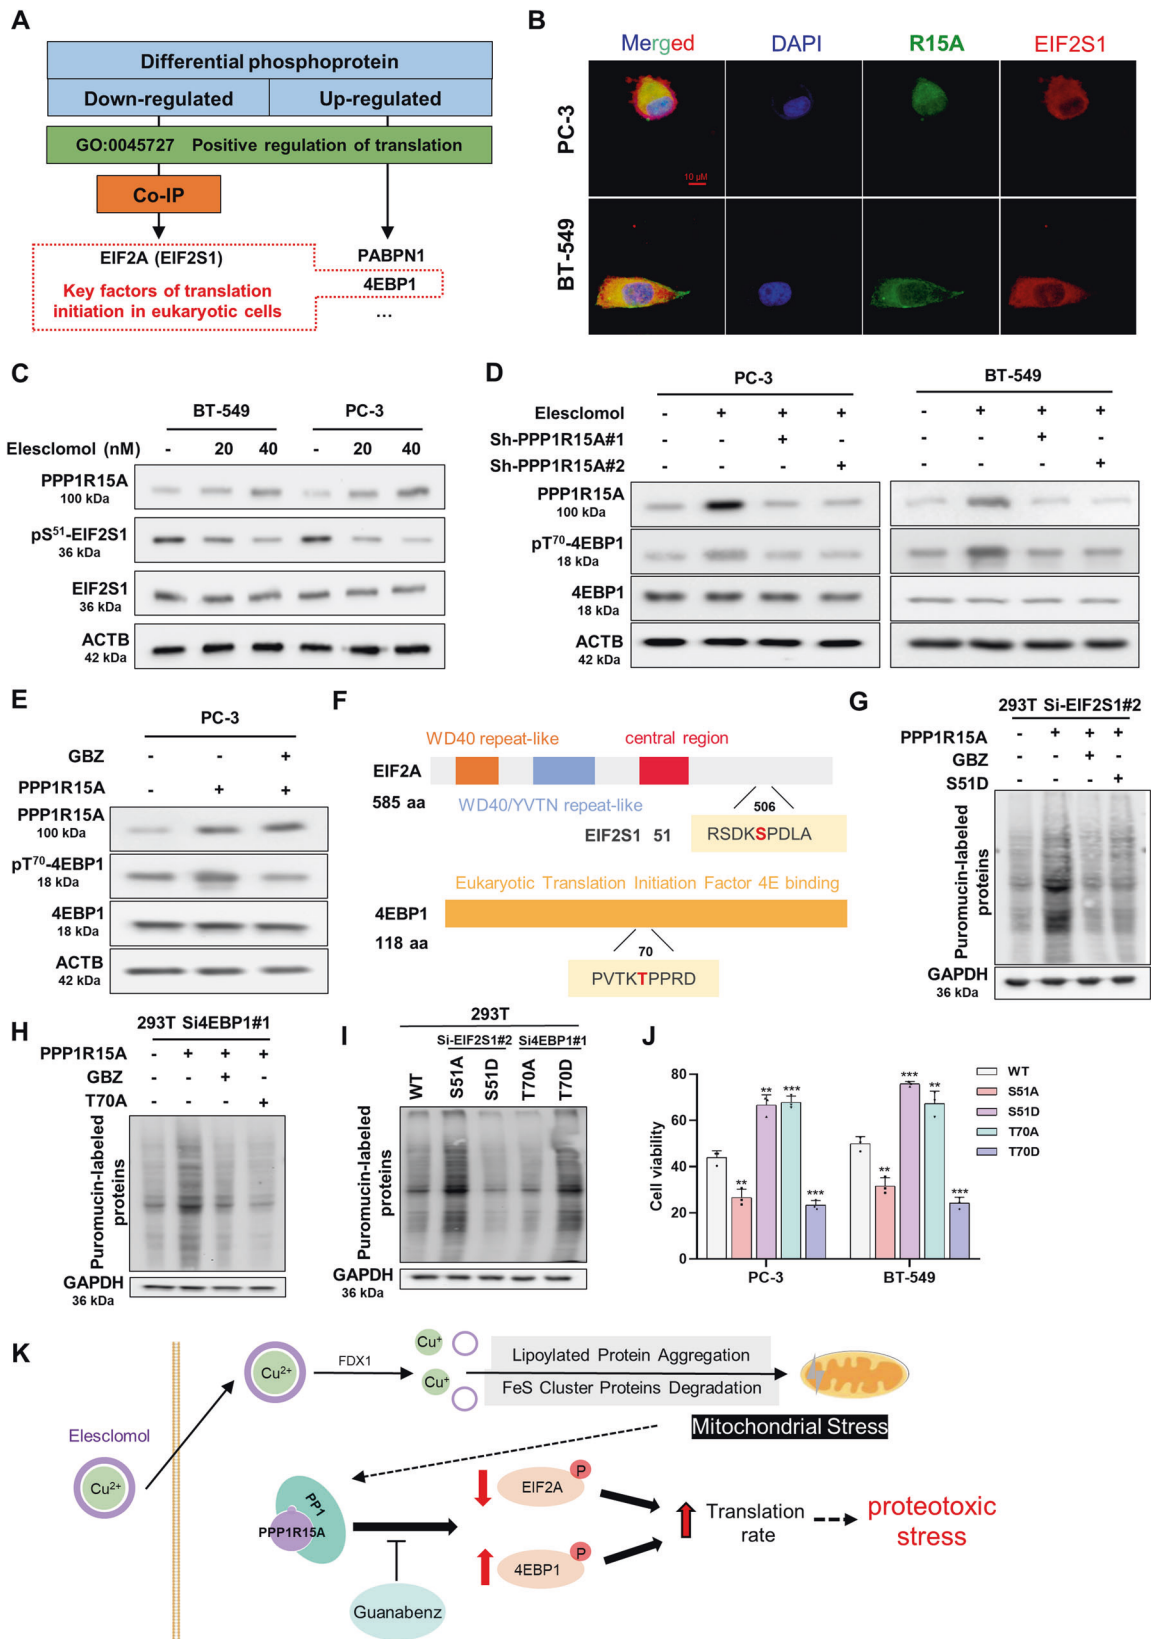 A
Differential phosphoprotein
Down-regulated Up-regulated
GO:0045727 Positive regulation of translation
Co-IP
EIF2A (EIF2S1)
PABPN1
4EBP1
...
Key factors of translation
initiation in eukaryotic cells
B
Merged DAPI R15A EIF2S1
PC-3
10 μM
BT-549
C
BT-549 PC-3
Elesclomol (nM) - 20 40 - 20 40
PPP1R15A
100 kDa
pS51-EIF2S1
36 kDa
EIF2S1
36 kDa
ACTB
42 kDa
D
PC-3 BT-549
Elesclomol - + + + - + + +
Sh-PPP1R15A#1 - - + - - - + -
Sh-PPP1R15A#2 - - - + - - - +
PPP1R15A
100 kDa
pT70-4EBP1
18 kDa
4EBP1
18 kDa
ACTB
42 kDa
E
PC-3
GBZ - - +
PPP1R15A - + +
PPP1R15A
100 kDa
pT70-4EBP1
18 kDa
4EBP1
18 kDa
ACTB
42 kDa
F
WD40 repeat-like central region
EIF2A
585 aa
WD40/YVTN repeat-like
506
EIF2S1 51
RSDKSPDLA
Eukaryotic Translation Initiation Factor 4E binding
4EBP1
118 aa
70
PVTKTPPRD
G
293T Si-EIF2S1#2
PPP1R15A - + + +
GBZ - - + -
S51D - - - +
Puromucin-labeled
proteins
GAPDH
36 kDa
H
293T Si4EBP1#1
PPP1R15A - + + +
GBZ - - + -
T70A - - - +
Puromucin-labeled
proteins
GAPDH
36 kDa
I
293T
Si-EIF2S1#2 Si4EBP1#1
WT S51A S51D T70A T70D
Puromucin-labeled
proteins
GAPDH
36 kDa
J
Cell viability
80
60
40
20
0
** ** *** *** ** *** ** ***
PC-3 BT-549
WT
S51A
S51D
T70A
T70D
K
Elesclomol
Cu2+
Cu2+
FDX1
Cu+
Cu+
Lipoylated Protein Aggregation
FeS Cluster Proteins Degradation
Mitochondrial Stress
PP1
PPP1R15A
Guanabenz
EIF2A P
4EBP1 P
Translation
rate
proteotoxic
stress